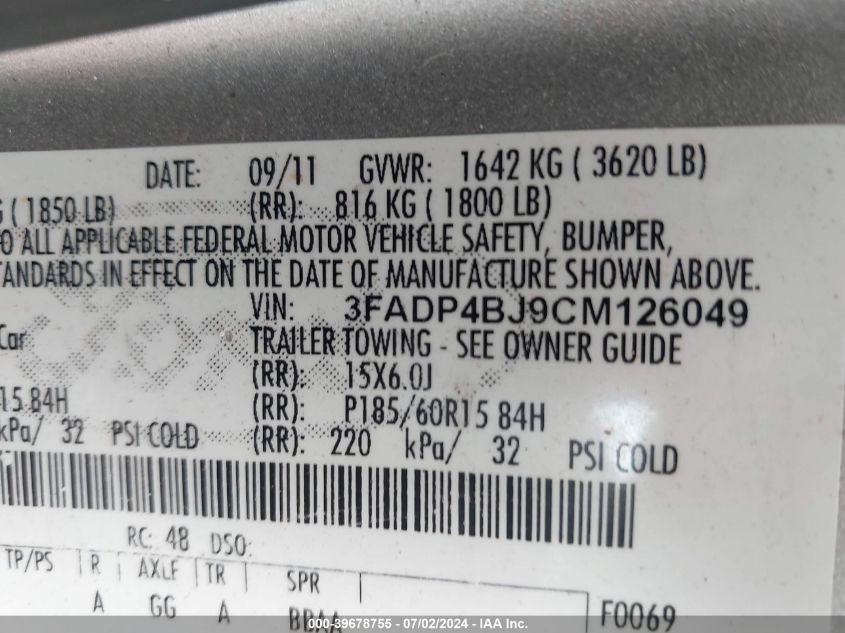 DATE: 09/11 GVWR: 1642 KG ( 3620 LB)
( 1850 LB) (RR): 816 KG ( 1800 LB)
O ALL APPLICABLE FEDERAL MOTOR VEHICLE SAFETY, BUMPER,
ANDARDS IN EFFECT ON THE DATE OF MANUFACTURE SHOWN ABOVE.
VIN: 3FADP4BJ9CM126049
Car TRAILER TOWING - SEE OWNER GUIDE
(RR): 15X6.0J
15 84H (RR): P185/60R15 84H
kPa/ 32 PSI COLD (RR): 220 kPa/ 32 PSI COLD
RC: 48 DSO:
TP/PS R AXLE TR SPR
A GG A BBAA F0069
000-39678755 - 07/02/2024 - IAA Inc.